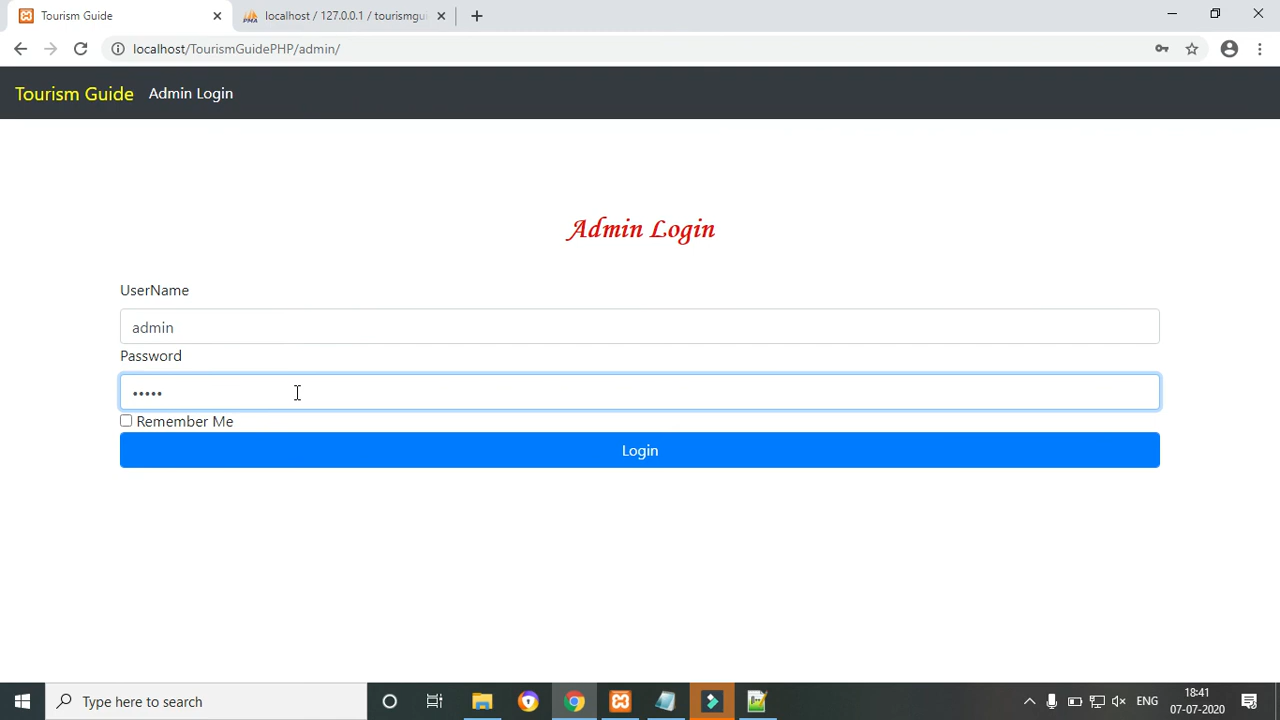 Tourism Guide
localhost / 127.0.0.1 / tourismgu
localhost/TourismGuidePHP/admin/
Tourism Guide Admin Login
Admin Login
UserName
admin
Password
•••••
Remember Me
Login
Type here to search
ENG
18:41
07-07-2020